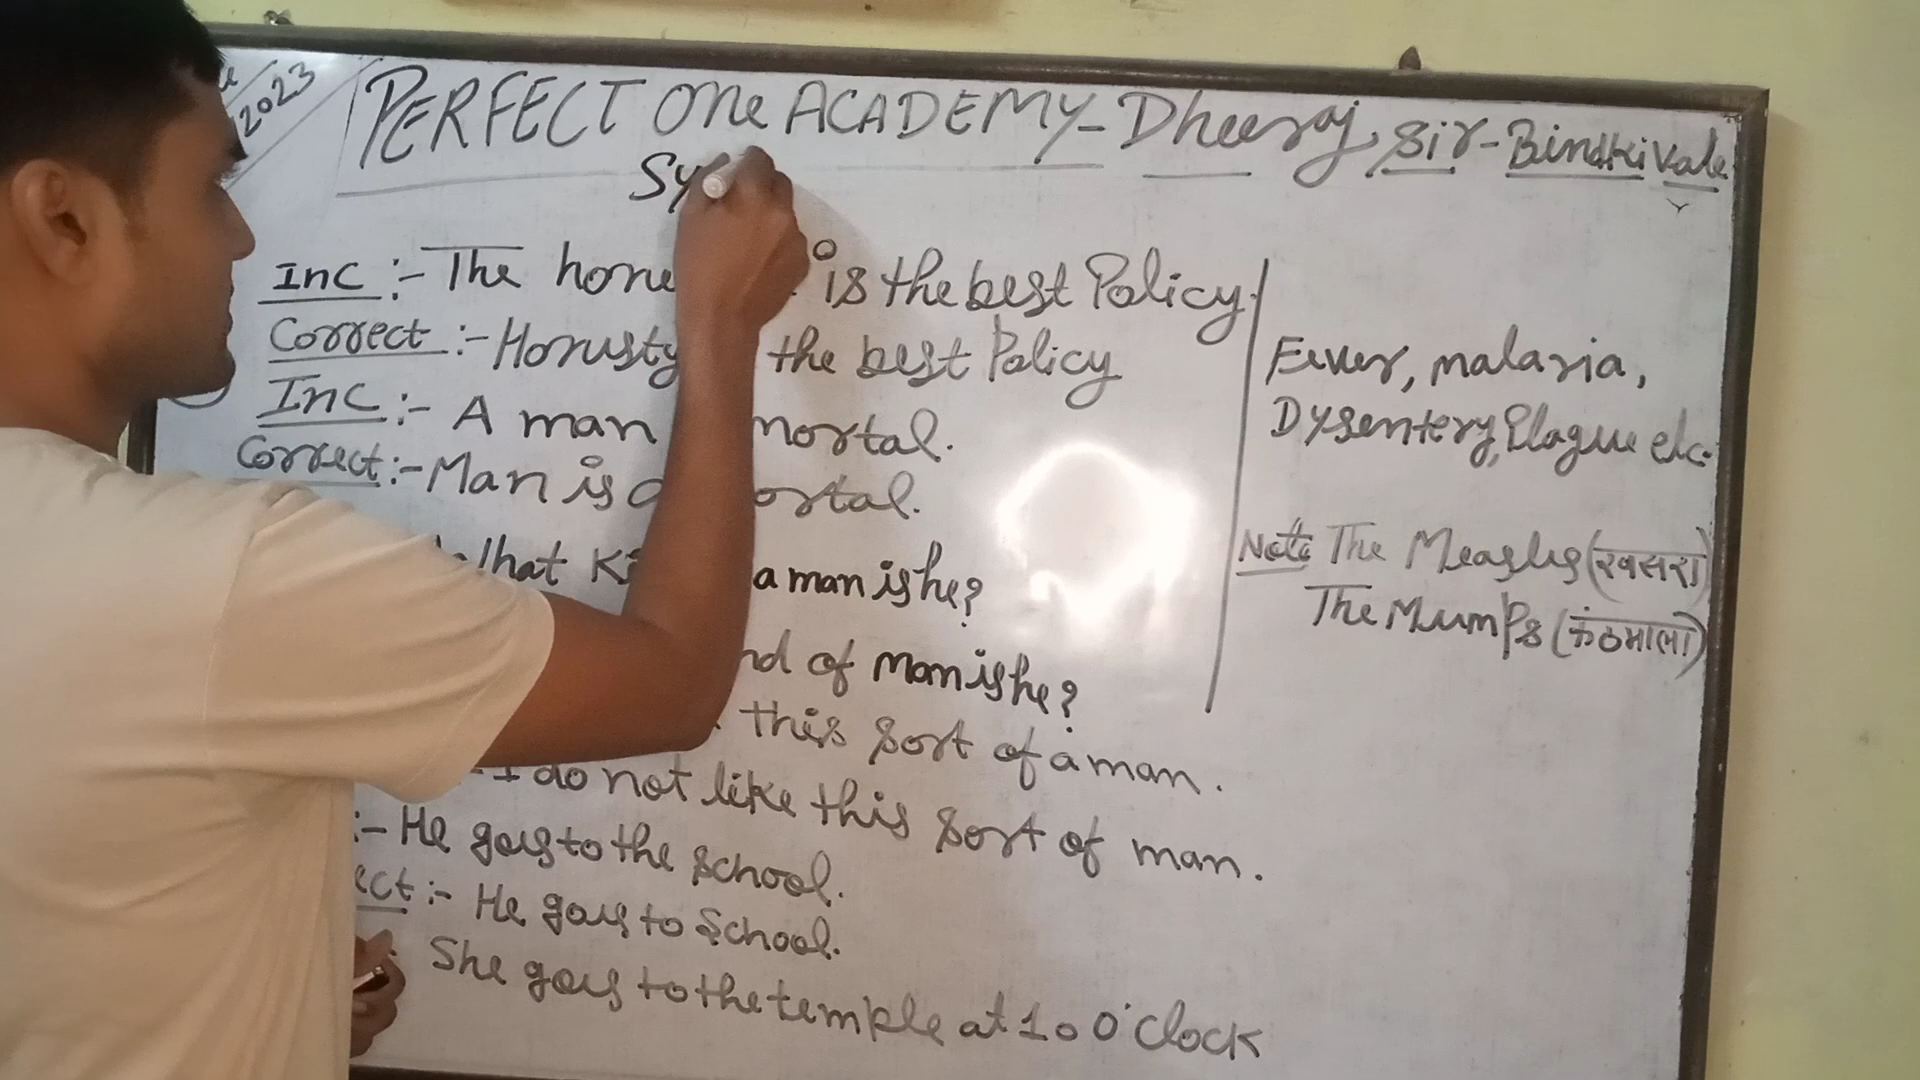 2023
PERFECT One ACADEMY- Dheeraj Sir - Bindkivale
Sy
Inc :- The hone is the best Policy.
Correct :- Honesty the best Policy
Inc :- A man mortal.
Correct :- Man is ortal.
What Ki a man is he?
nd of man is he?
this sort of a man.
- I do not like this sort of man.
:- He goes to the school.
ect :- He goes to School.
She goes to the temple at 10 O'clock
Fever, malaria,
Dysentery, Plague etc.
Note The Measles (खसरा)
The Mumps (कंठमाला)